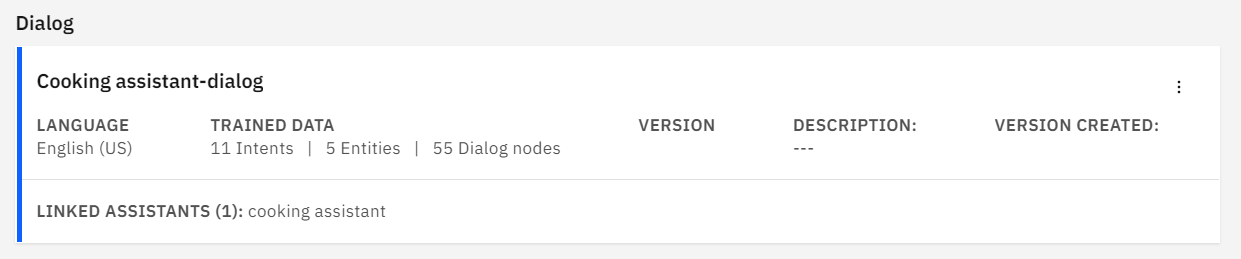 Dialog
Cooking assistant-dialog
LANGUAGE TRAINED DATA VERSION DESCRIPTION: VERSION CREATED:
English (US) 11 Intents | 5 Entities | 55 Dialog nodes ---
LINKED ASSISTANTS (1): cooking assistant